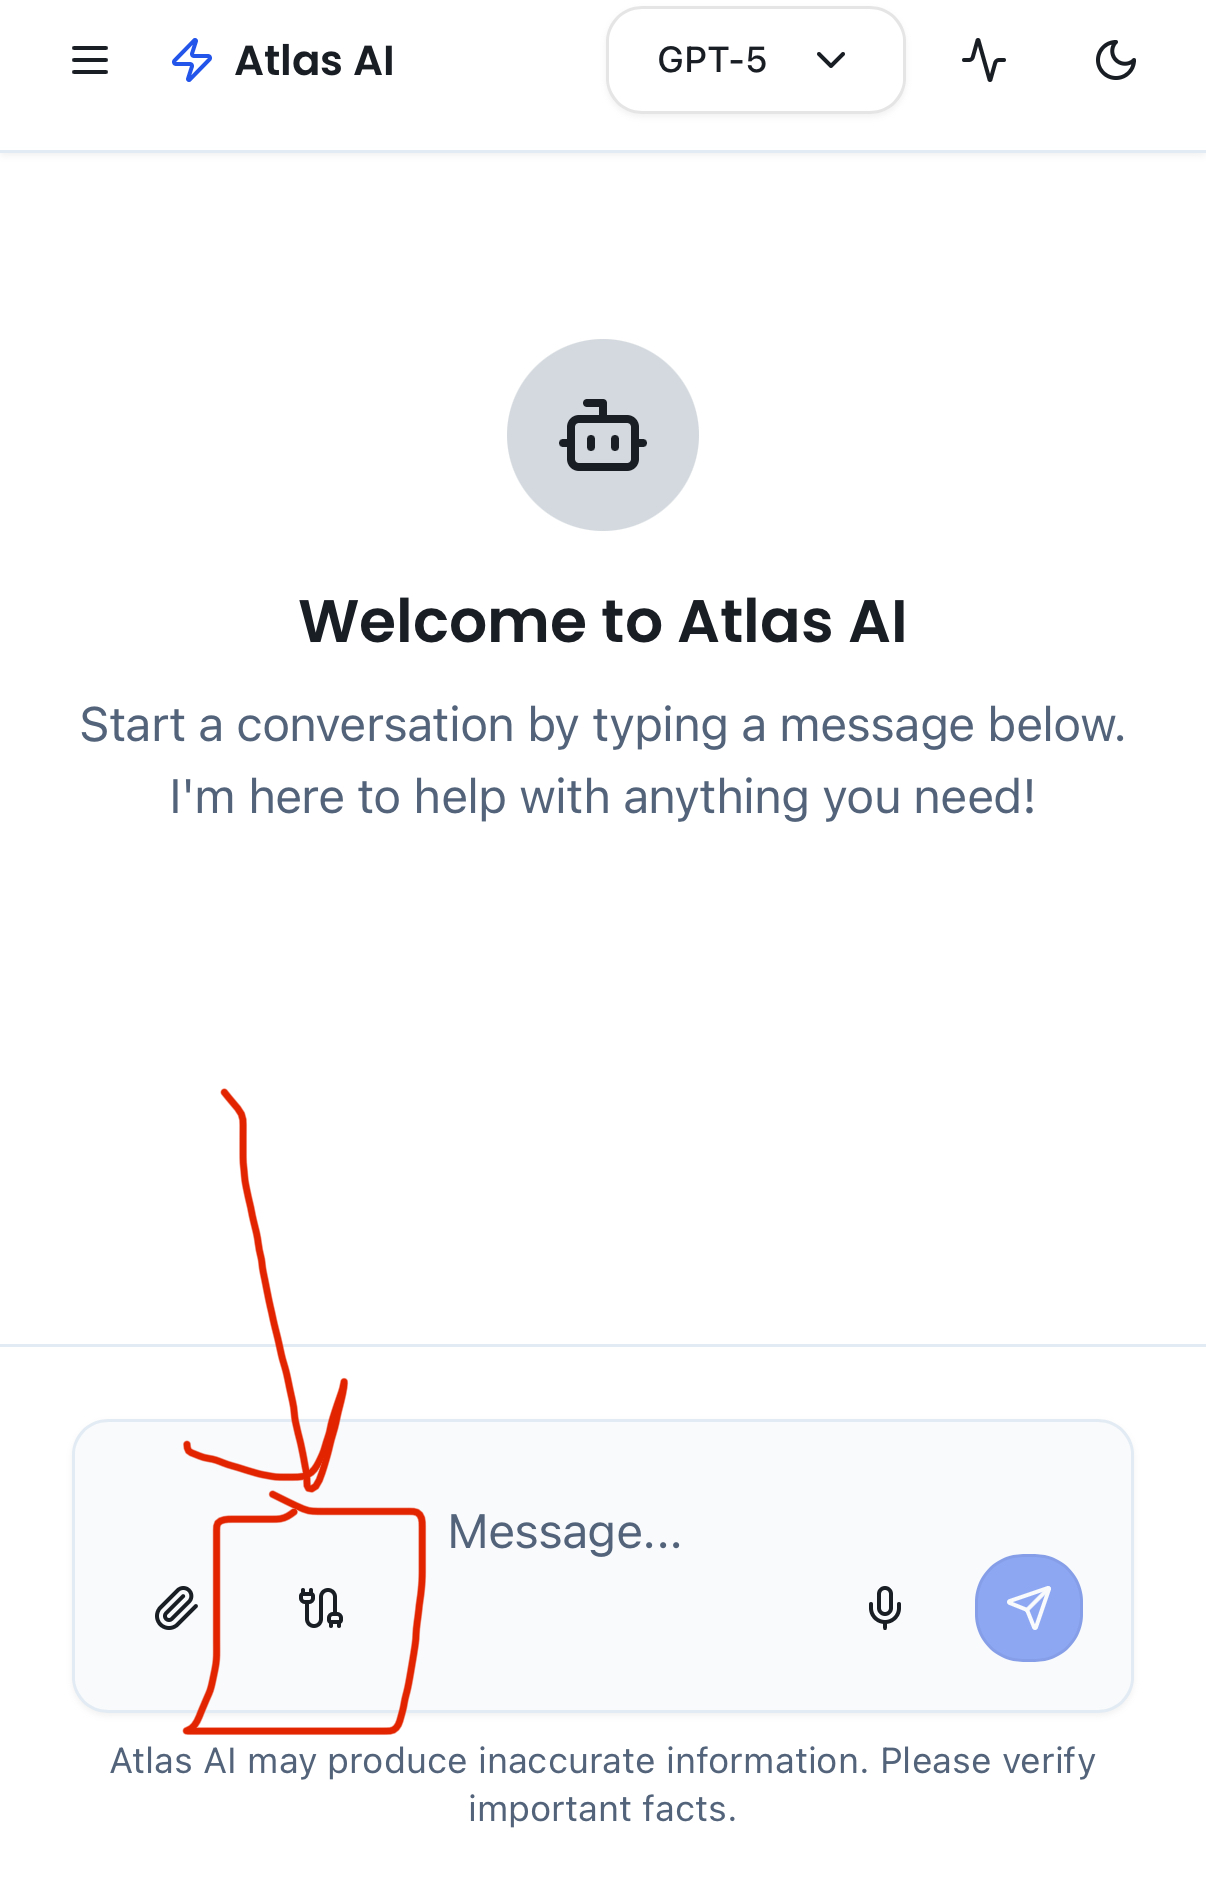 Atlas AI
GPT-5
Welcome to Atlas AI
Start a conversation by typing a message below.
I'm here to help with anything you need!
Message...
Atlas AI may produce inaccurate information. Please verify
important facts.